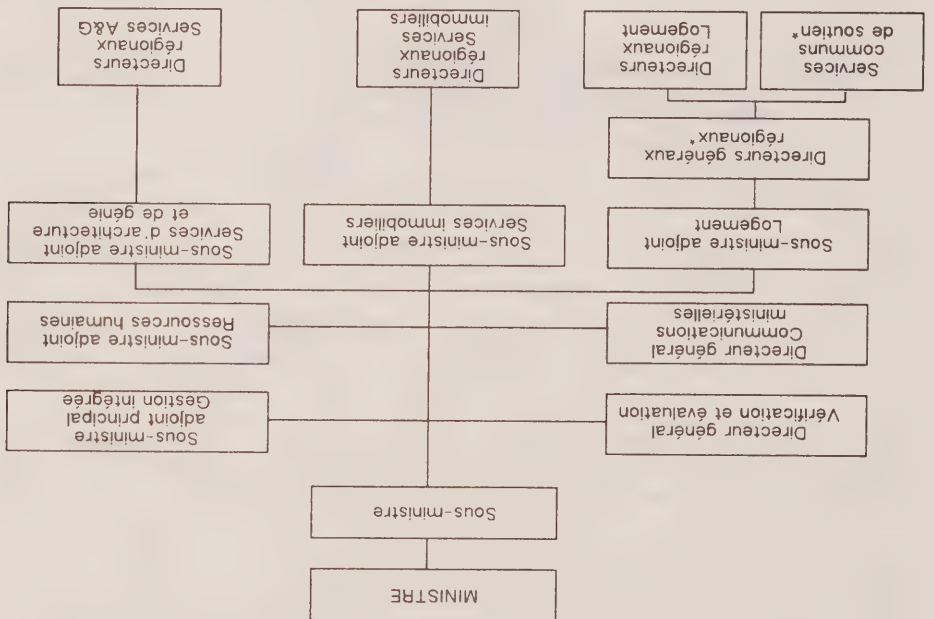 MINISTRE
Sous-ministre
Directeur général
Vérification et évaluation
Sous-ministre
adjoint principal
Gestion intégrée
Directeur général
Communications
ministérielles
Sous-ministre adjoint
Ressources humaines
Sous-ministre adjoint
Logement
Sous-ministre adjoint
Services immobiliers
Sous-ministre adjoint
Services d'architecture
et de génie
Directeurs généraux
régionaux*
Services
communs
de soutien*
Directeurs
régionaux
Logement
Directeurs
régionaux
Services
immobiliers
Directeurs
régionaux
Services A&G